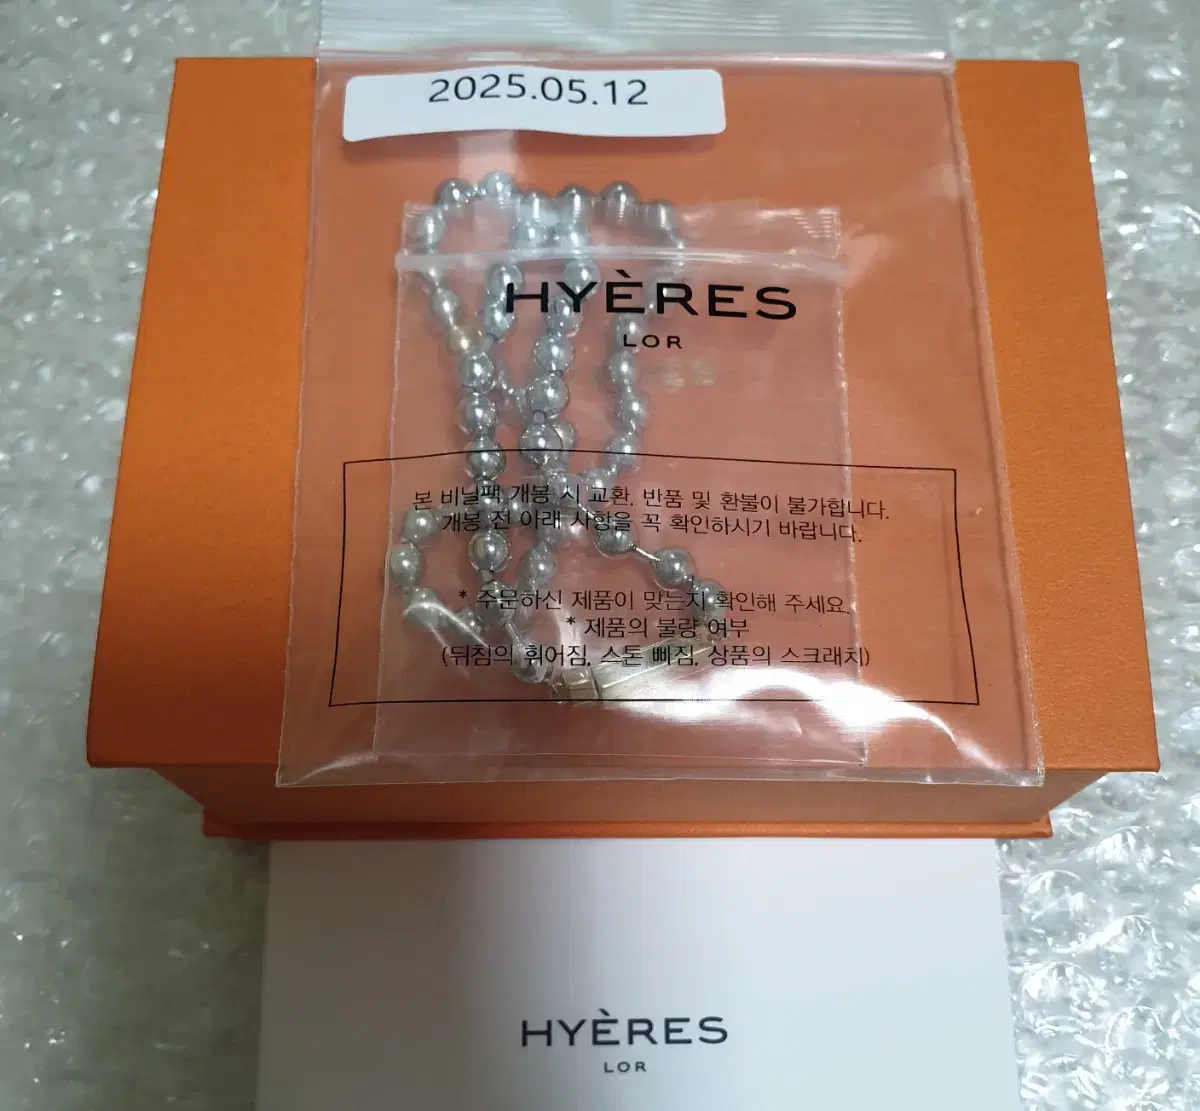 2025.05.12
HYÈRES
LOR
본 비닐팩 개봉 시 교환, 반품 및 환불이 불가합니다.
개봉 전 아래 사항을 꼭 확인하시기 바랍니다.
* 주문하신 제품이 맞는지 확인해 주세요.
* 제품의 불량 여부
(뒤침의 휘어짐, 스톤 빠짐, 상품의 스크래치)
HYÈRES
LOR